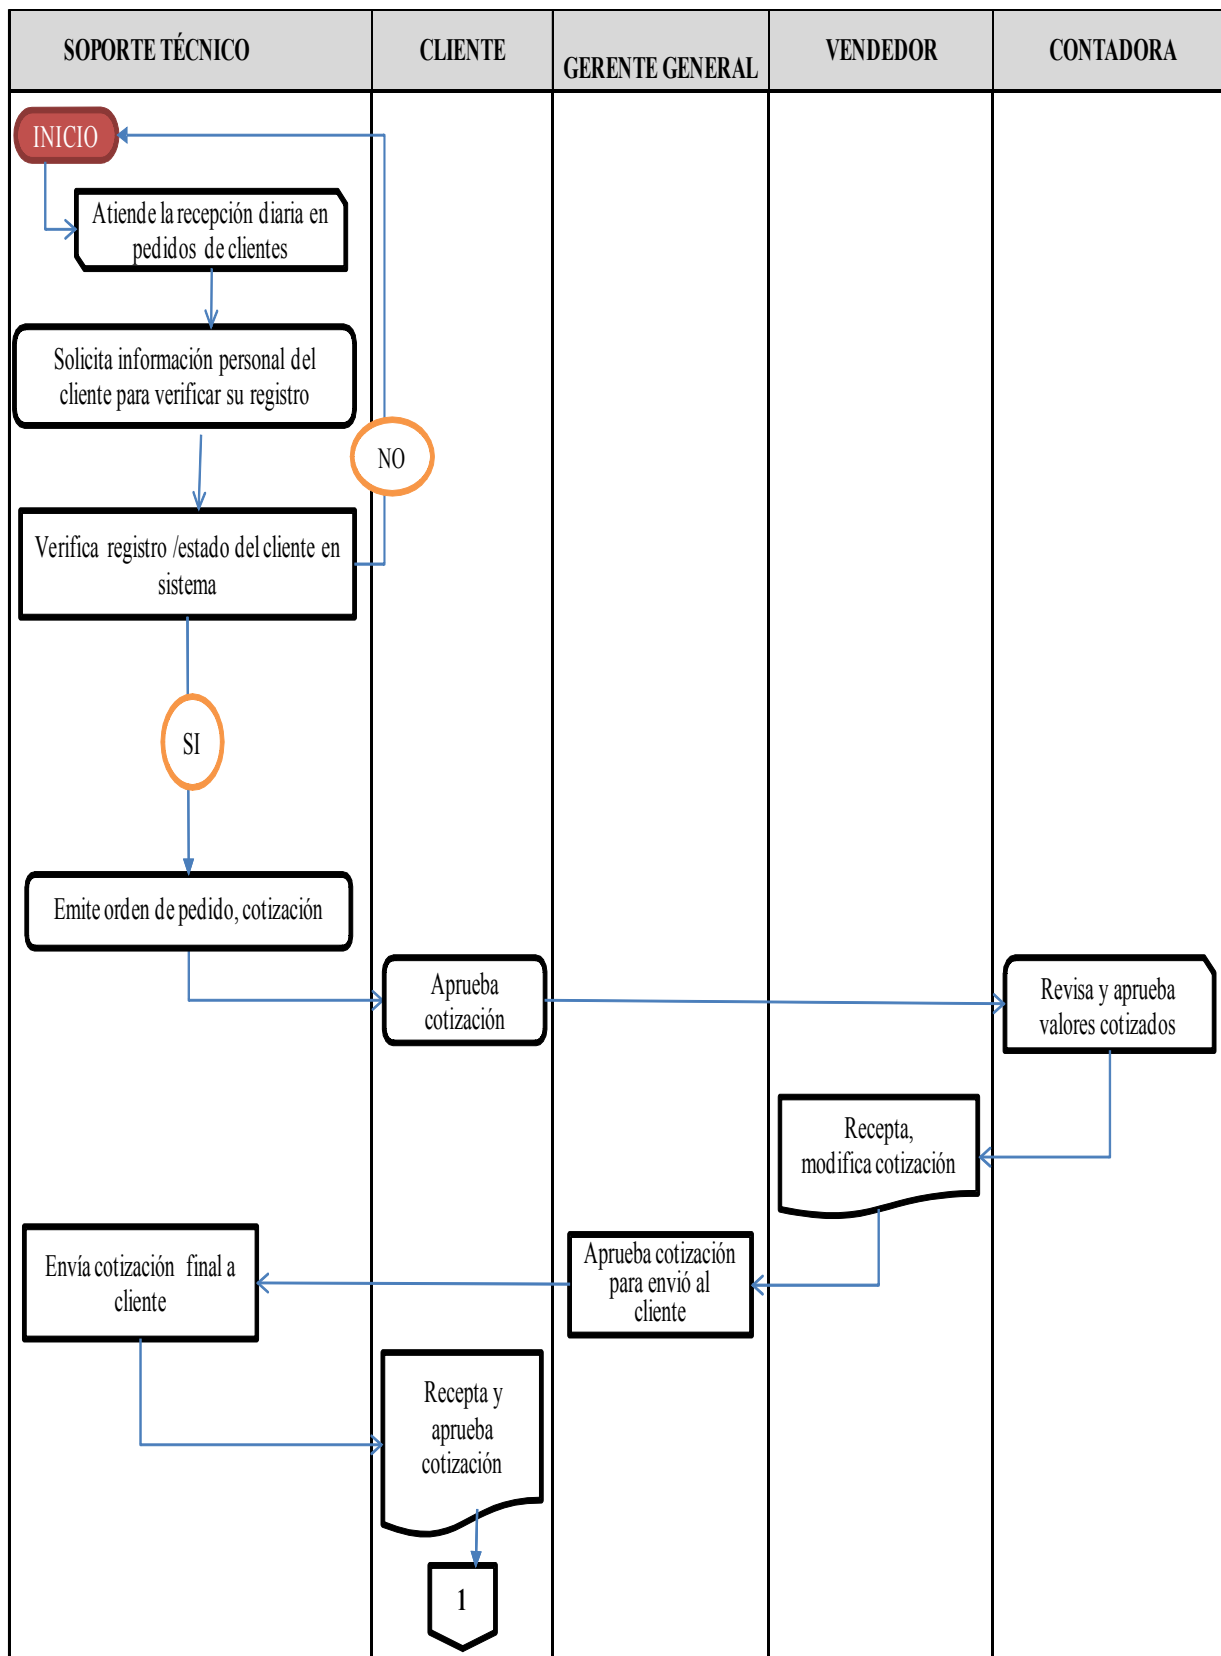 SOPORTE TÉCNICO
CLIENTE
GERENTE GENERAL
VENDEDOR
CONTADORA
INICIO
Atiende la recepción diaria en
pedidos de clientes
Solicita información personal del
cliente para verificar su registro
NO
Verifica registro /estado del cliente en
sistema
SI
Emite orden de pedido, cotización
Aprueba
cotización
Revisa y aprueba
valores cotizados
Recepta,
modifica cotización
Aprueba cotización
para envió al
cliente
Envía cotización final a
cliente
Recepta y
aprueba
cotización
1